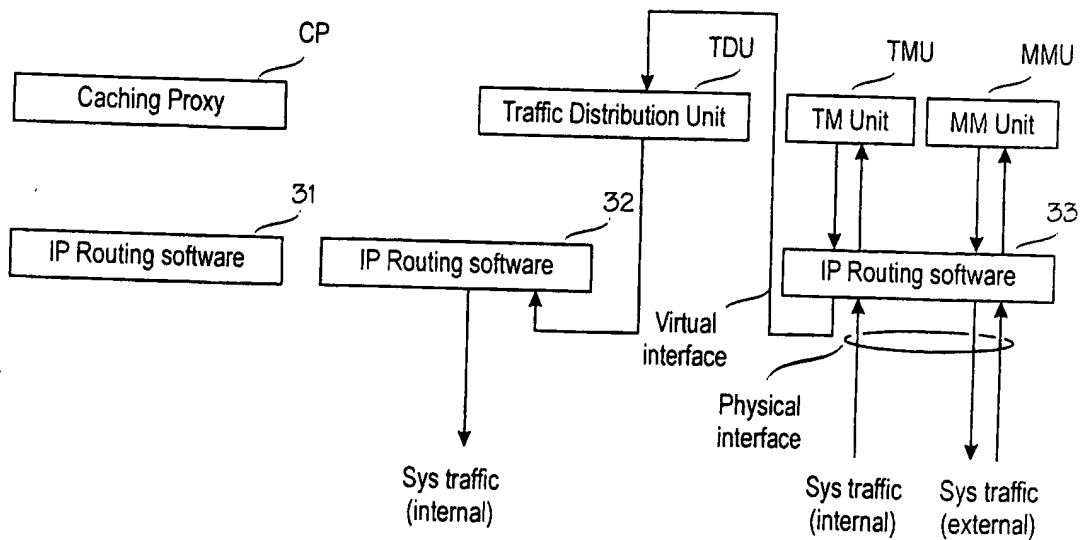 CP
TDU
TMU
MMU
Caching Proxy
Traffic Distribution Unit
TM Unit
MM Unit
31
32
33
IP Routing software
IP Routing software
IP Routing software
Virtual
interface
Physical
interface
Sys traffic
(internal)
Sys traffic
(internal)
Sys traffic
(external)